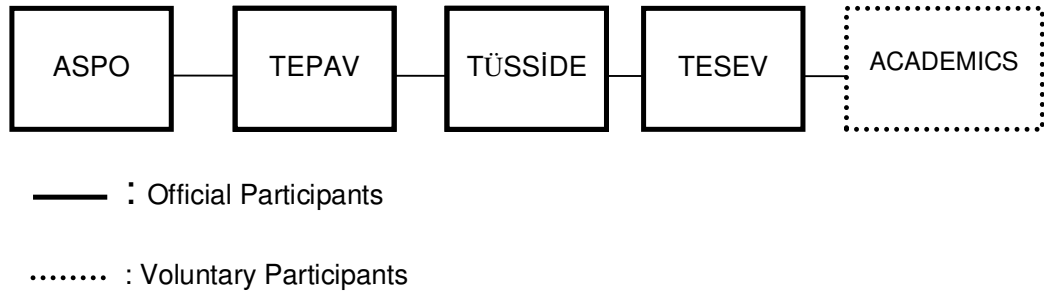 ASPO TEPAV TÜSSİDE TESEV ACADEMICS
: Official Participants
: Voluntary Participants